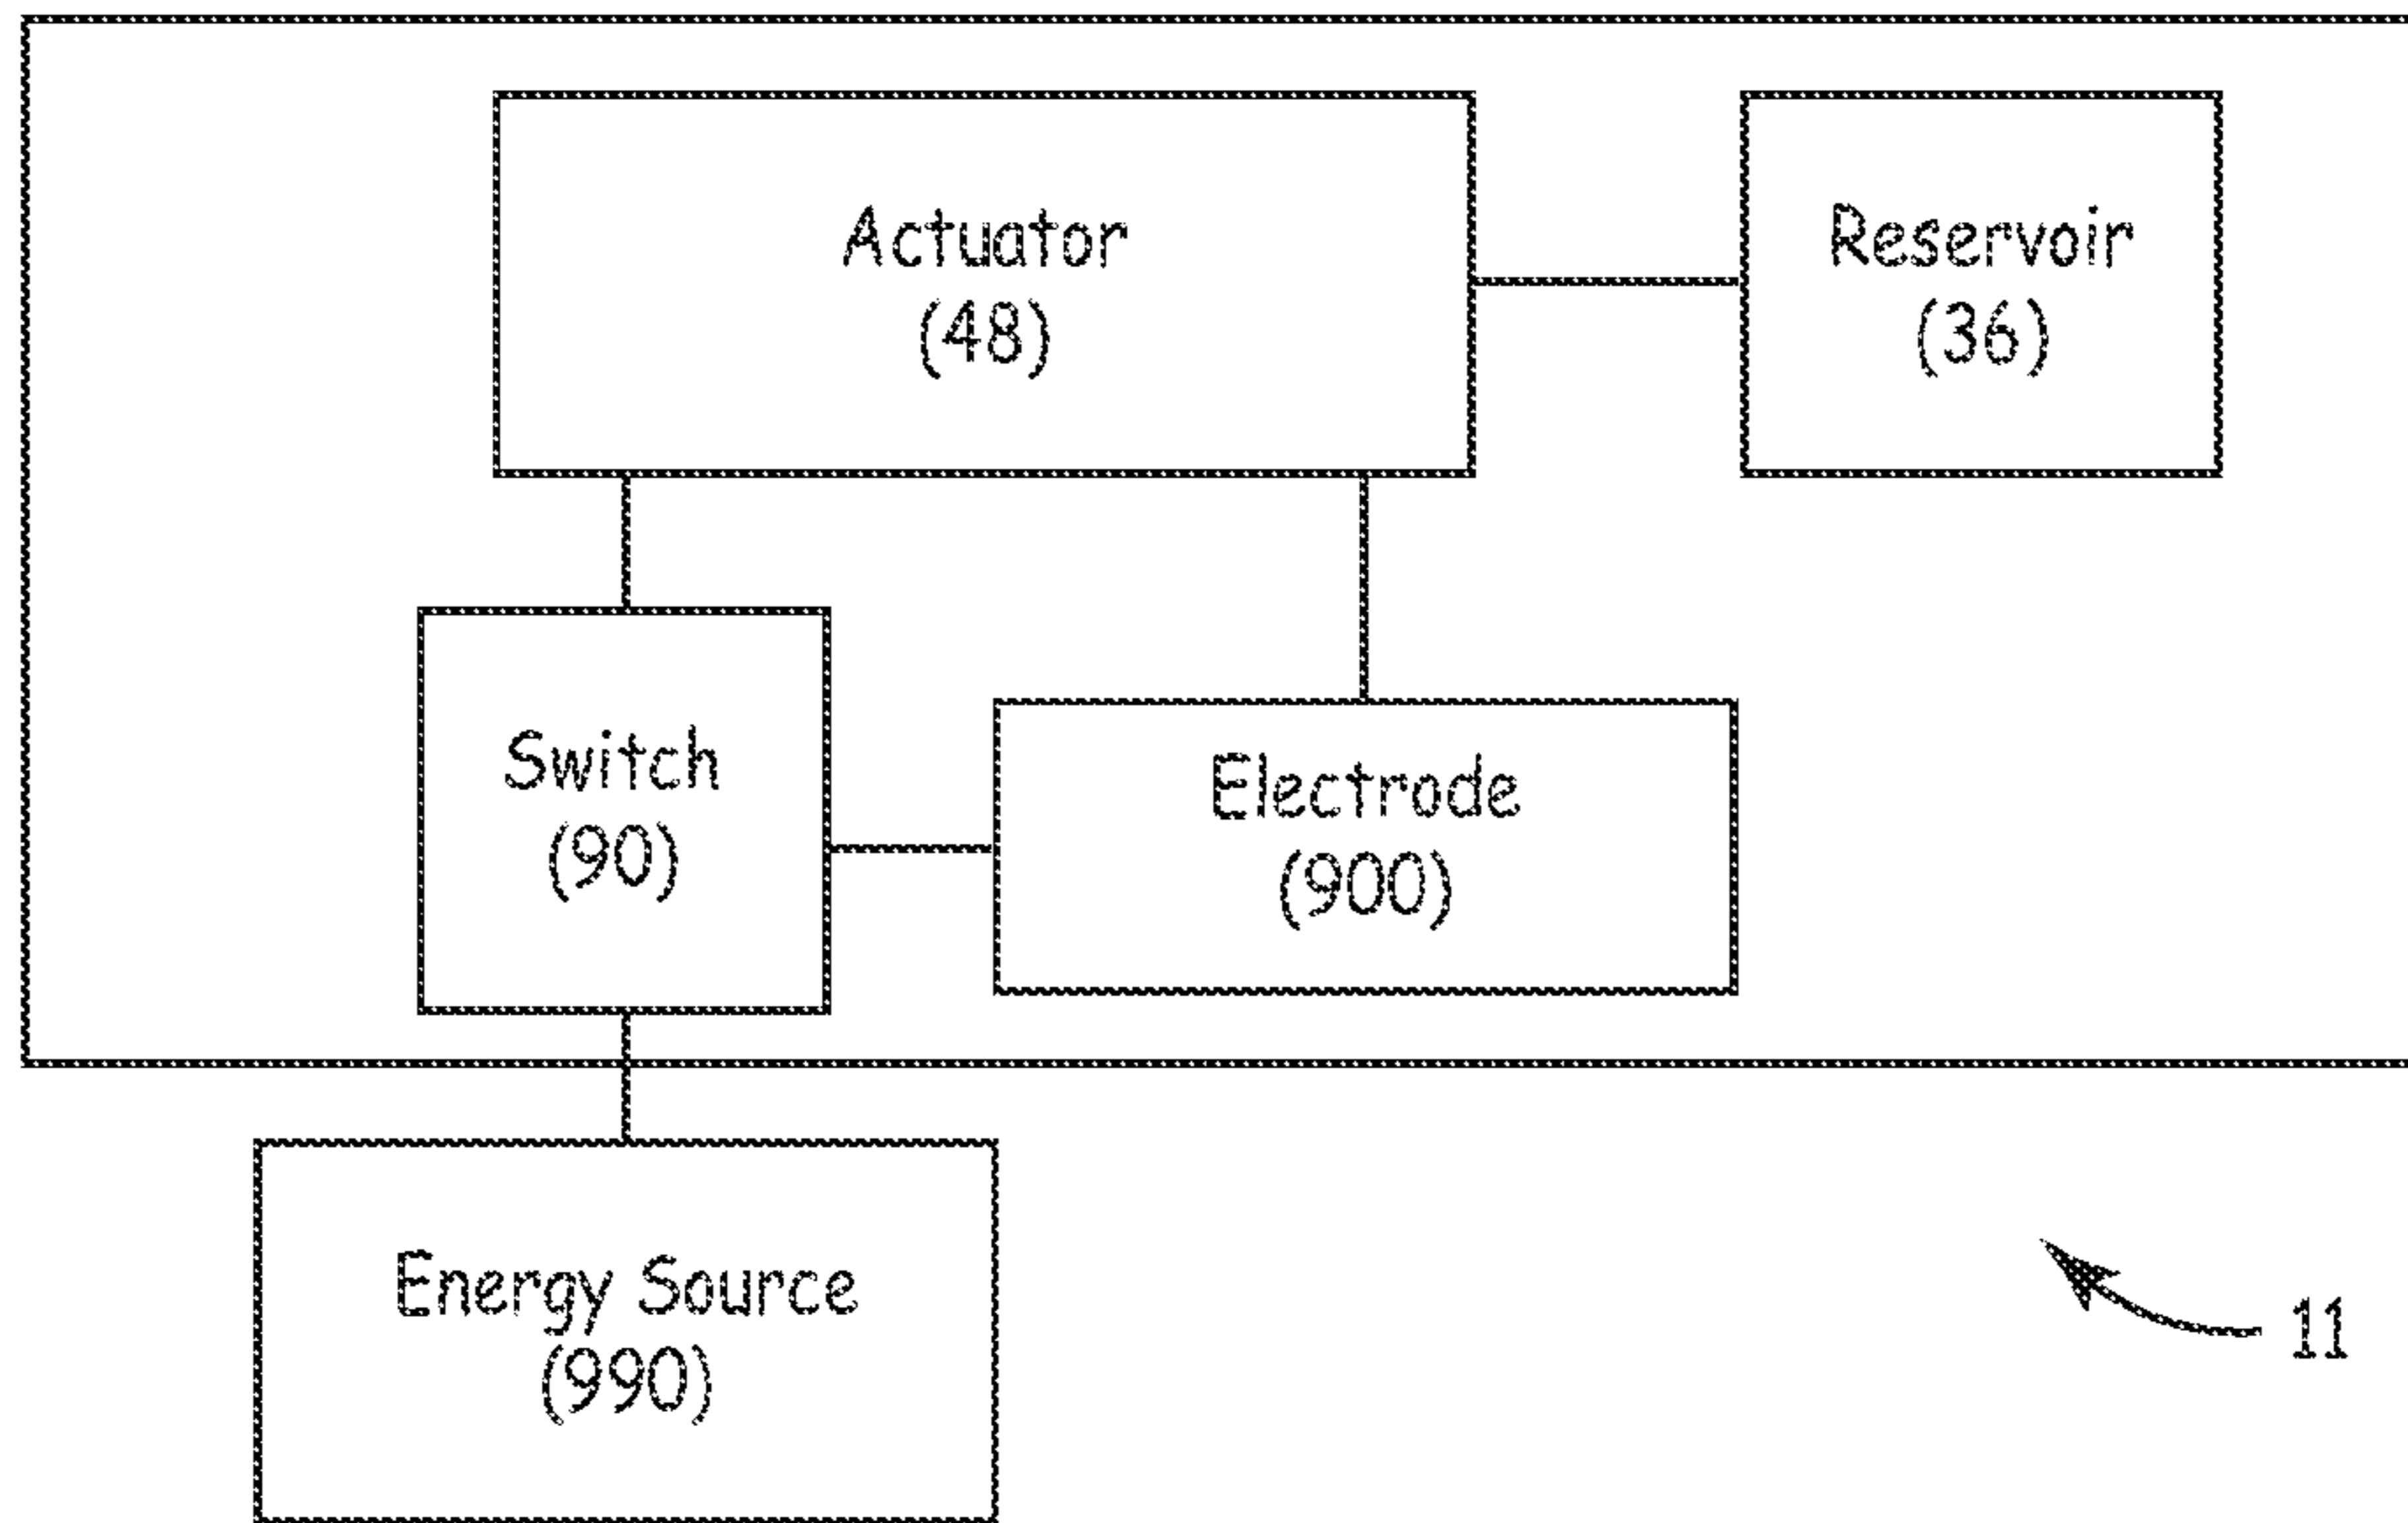 Actuator
(48)
Reservoir
(36)
Switch
(90)
Electrode
(900)
Energy Source
(990)
11